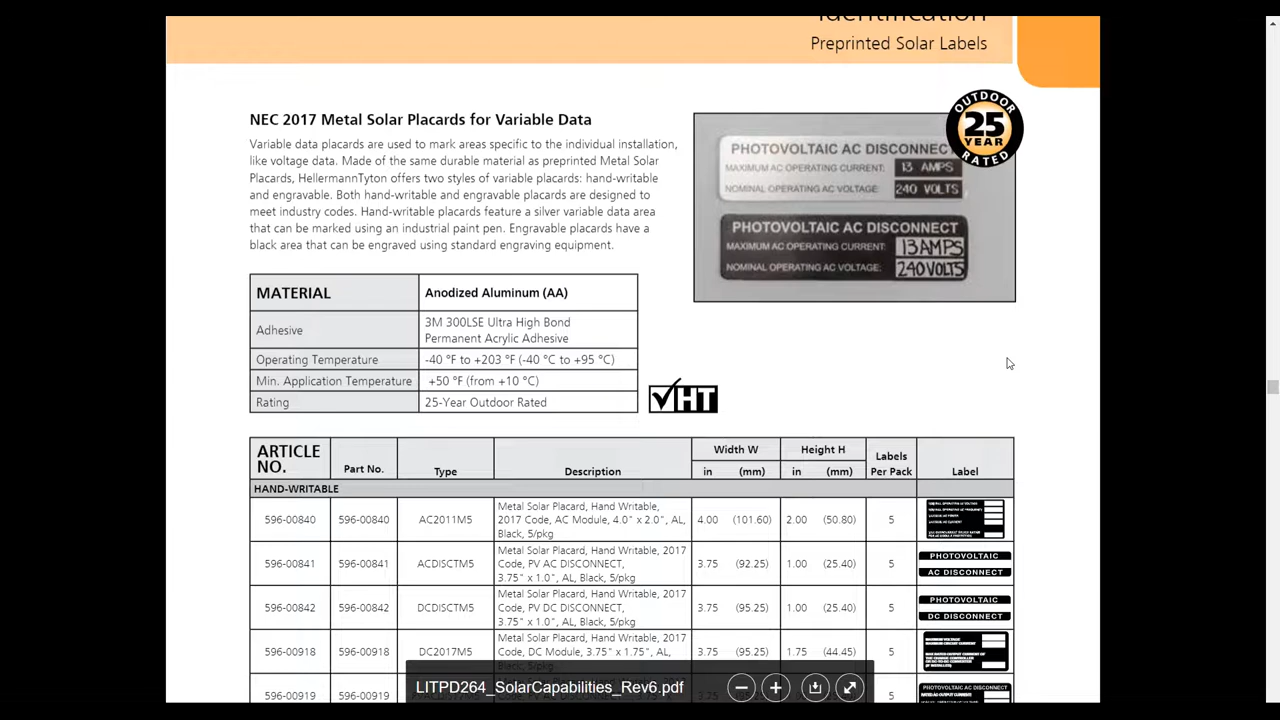 Identification
Preprinted Solar Labels
NEC 2017 Metal Solar Placards for Variable Data
Variable data placards are used to mark areas specific to the individual installation,
like voltage data. Made of the same durable material as preprinted Metal Solar
Placards, HellermannTyton offers two styles of variable placards: hand-writable
and engravable. Both hand-writable and engravable placards are designed to
meet industry codes. Hand-writable placards feature a silver variable data area
that can be marked using an industrial paint pen. Engravable placards have a
black area that can be engraved using standard engraving equipment.
OUTDOOR
25
YEAR
RATED
PHOTOVOLTAIC AC DISCONNECT
MAXIMUM AC OPERATING CURRENT: 13 AMPS
NOMINAL OPERATING AC VOLTAGE: 240 VOLTS
PHOTOVOLTAIC AC DISCONNECT
MAXIMUM AC OPERATING CURRENT: 13 AMPS
NOMINAL OPERATING AC VOLTAGE: 240 VOLTS
MATERIAL Anodized Aluminum (AA)
Adhesive 3M 300LSE Ultra High Bond
Permanent Acrylic Adhesive
Operating Temperature -40 °F to +203 °F (-40 °C to +95 °C)
Min. Application Temperature +50 °F (from +10 °C)
Rating 25-Year Outdoor Rated
HT
ARTICLE NO. Part No. Type Description Width W Height H Labels Per Pack Label
in (mm) in (mm)
HAND-WRITABLE
596-00840 596-00840 AC2011M5 Metal Solar Placard, Hand Writable,
2017 Code, AC Module, 4.0" x 2.0", AL,
Black, 5/pkg 4.00 (101.60) 2.00 (50.80) 5
596-00841 596-00841 ACDISCTM5 Metal Solar Placard, Hand Writable, 2017
Code, PV AC DISCONNECT,
3.75" x 1.0", AL, Black, 5/pkg 3.75 (92.25) 1.00 (25.40) 5 PHOTOVOLTAIC
AC DISCONNECT
596-00842 596-00842 DCDISCTM5 Metal Solar Placard, Hand Writable, 2017
Code, PV DC DISCONNECT,
3.75" x 1.0", AL, Black, 5/pkg 3.75 (95.25) 1.00 (25.40) 5 PHOTOVOLTAIC
DC DISCONNECT
596-00918 596-00918 DC2017M5 Metal Solar Placard, Hand Writable, 2017
Code, DC Module, 3.75" x 1.75", AL,
Black, 5/pkg 3.75 (95.25) 1.75 (44.45) 5
596-00919 596-00919 5 PHOTOVOLTAIC AC DISCONNECT
LITPD264_SolarCapabilities_Rev6.pdf